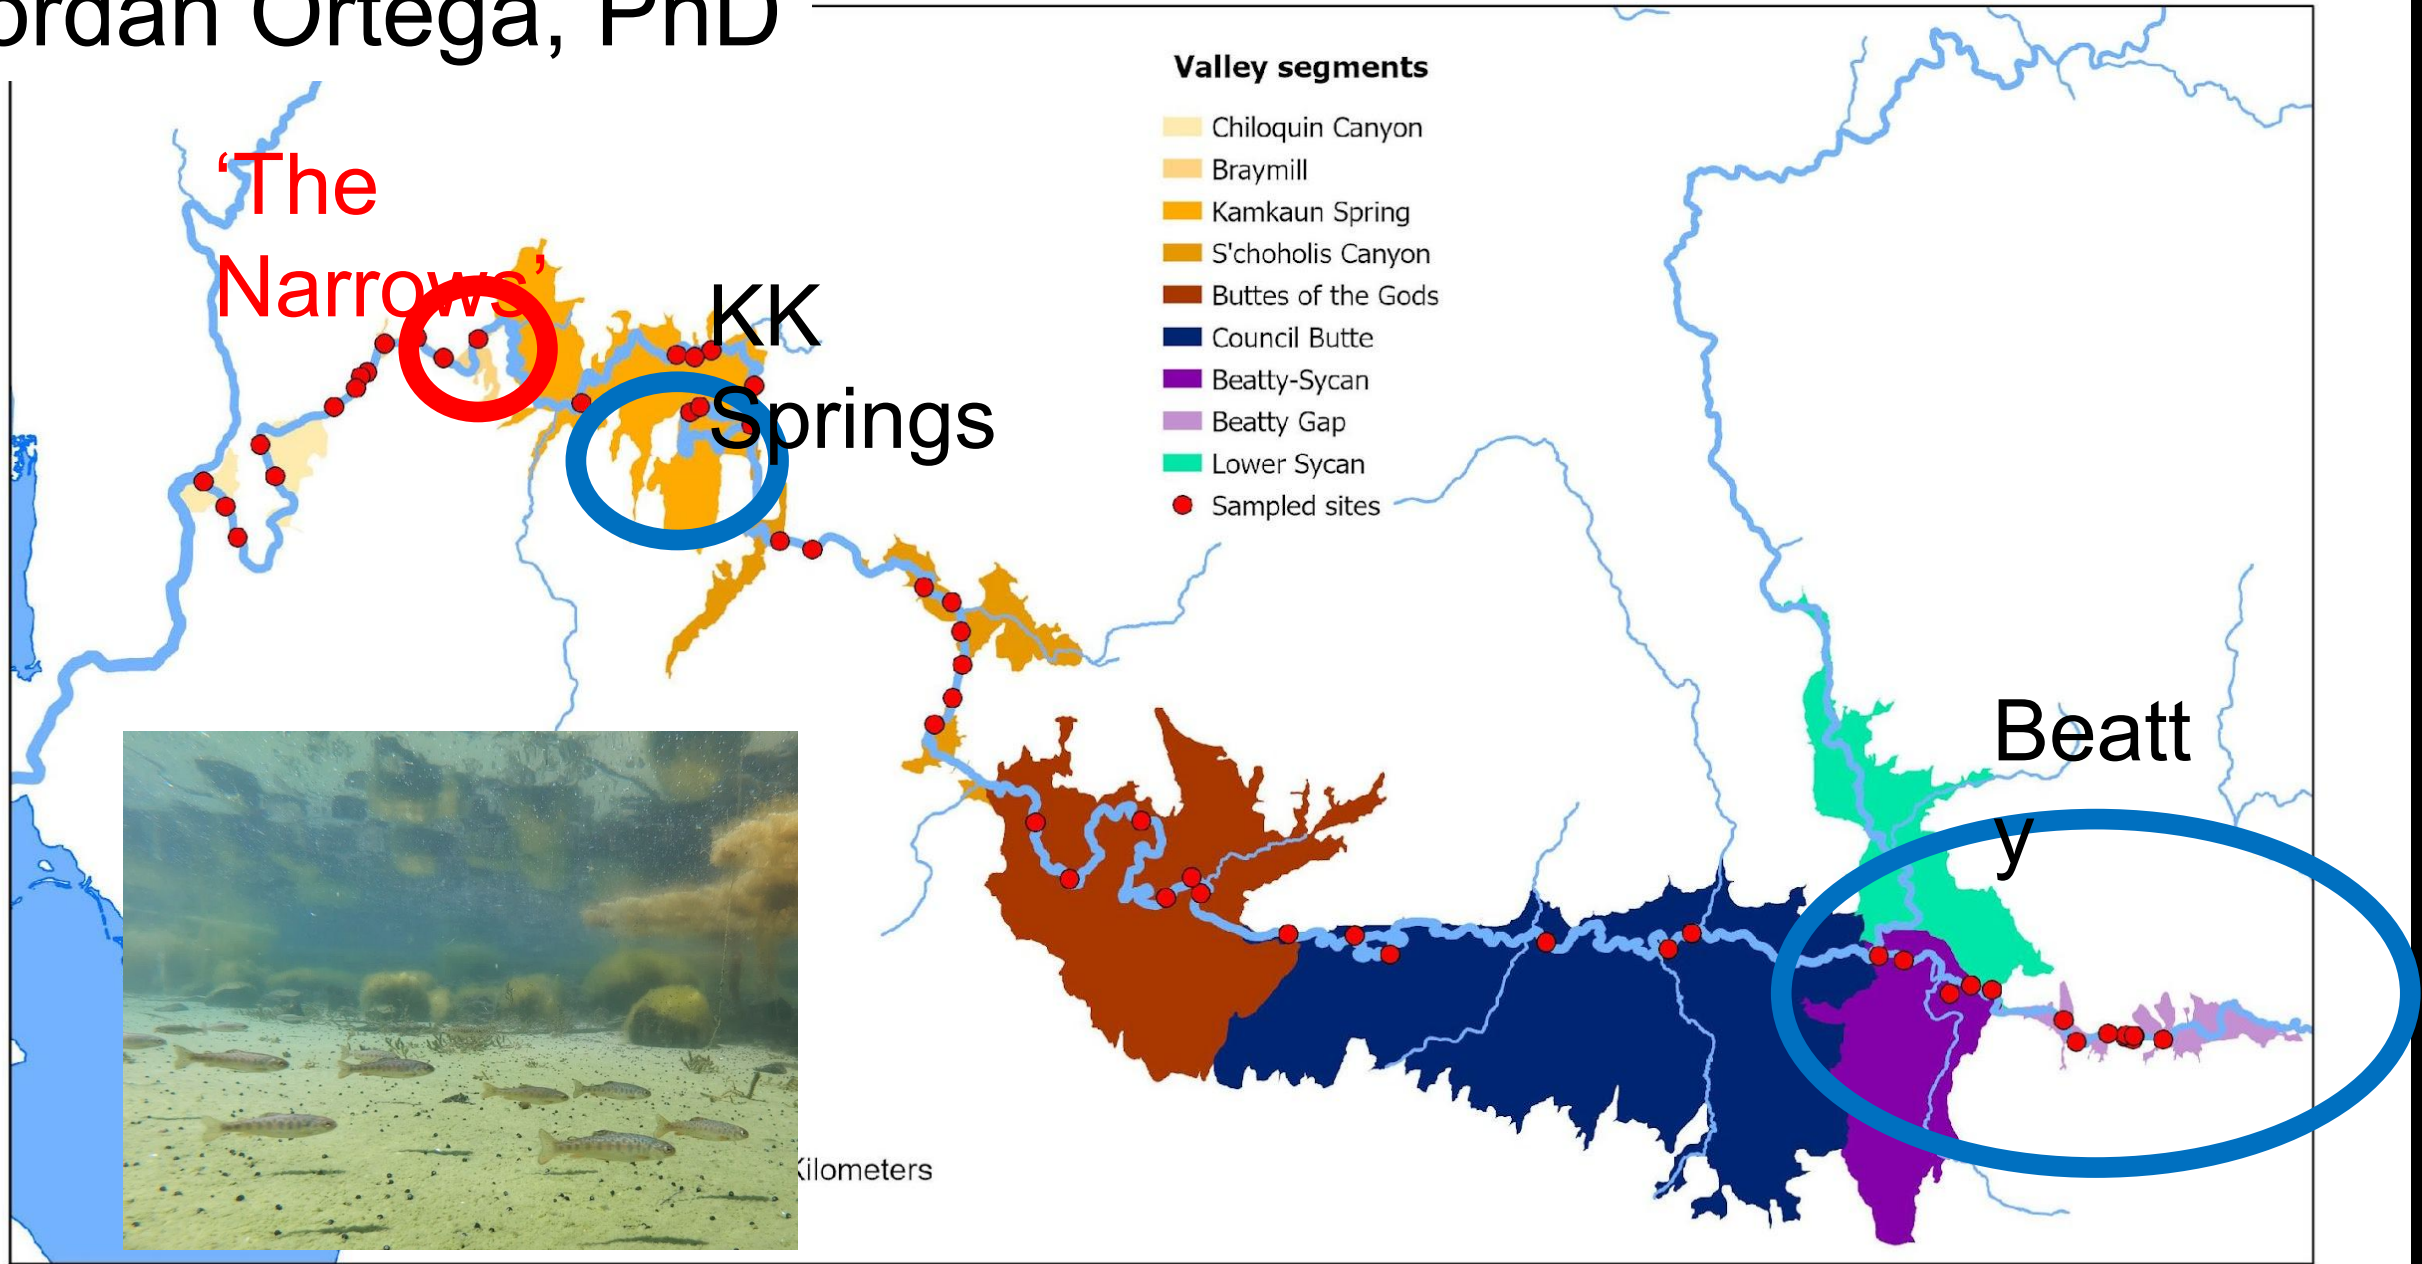 ordan Ortega, PhD
‘The
Narrows’
KK
Springs
Valley segments
Chiloquin Canyon
Braymill
Kamkaun Spring
S'choholis Canyon
Buttes of the Gods
Council Butte
Beatty-Sycan
Beatty Gap
Lower Sycan
Sampled sites
Beatt
y
Kilometers